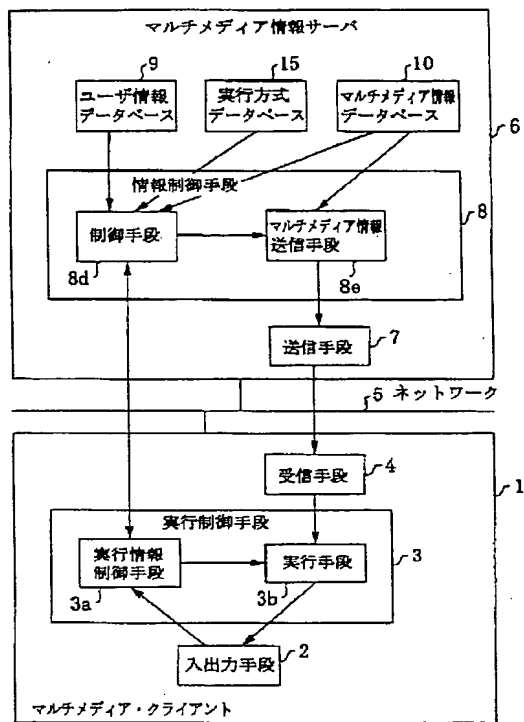 マルチメディア情報サーバ
9
15
10
ユーザ情報
データベース
実行方式
データベース
マルチメディア情報
データベース
6
情報制御手段
8
制御手段
マルチメディア情報
送信手段
8d
8e
送信手段
7
5 ネットワーク
受信手段
4
1
実行制御手段
実行情報
制御手段
実行手段
3
3a
3b
入出力手段
2
マルチメディア・クライアント